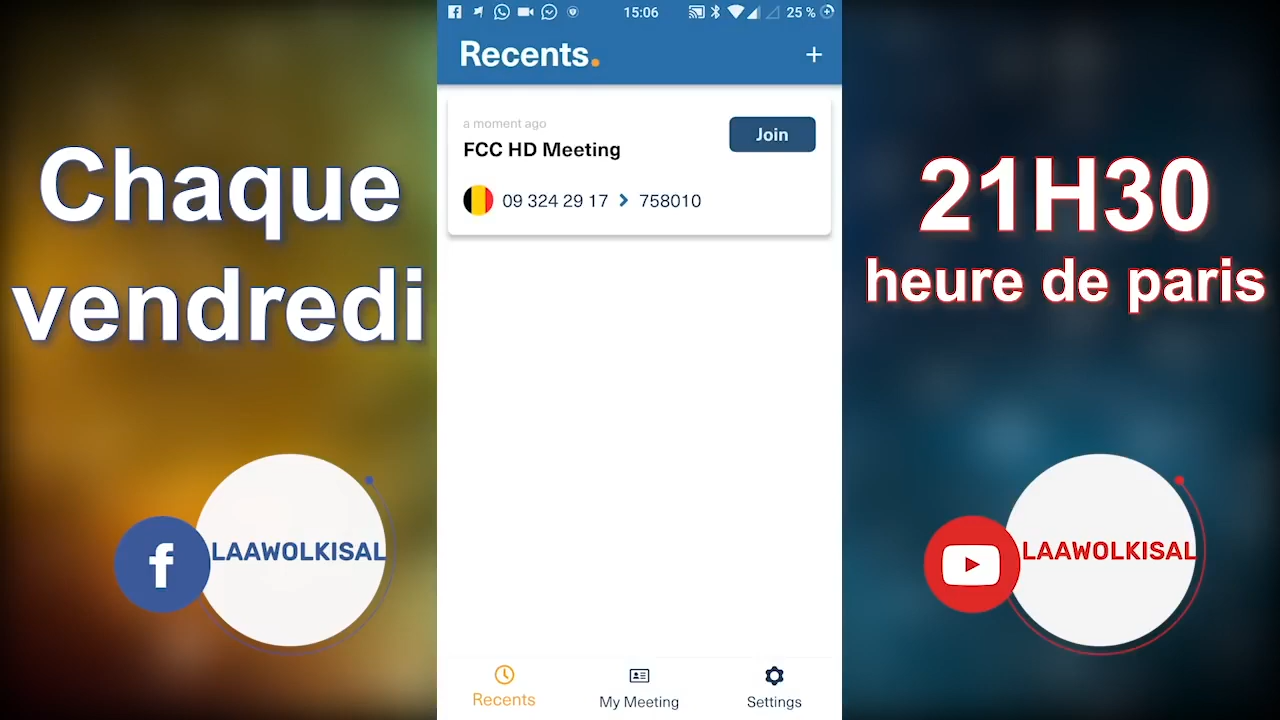 Chaque
vendredi
LAAWOLKISAL
15:06
25 %
Recents.
a moment ago
FCC HD Meeting
Join
09 324 29 17
758010
Recents
My Meeting
Settings
21H30
heure de paris
LAAWOLKISAL